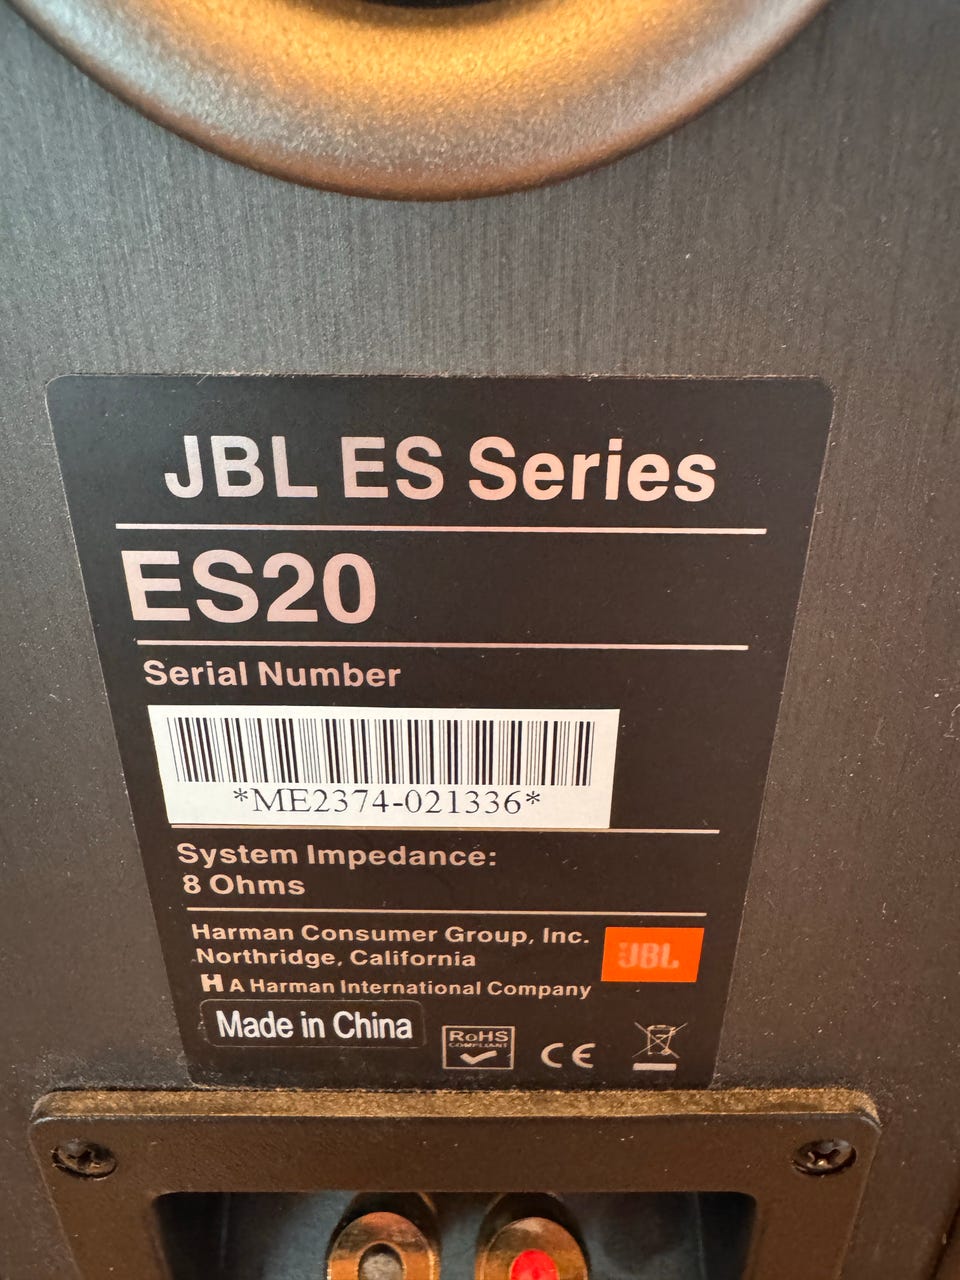 JBL ES Series
ES20
Serial Number
*ME2374-021336*
System Impedance:
8 Ohms
Harman Consumer Group, Inc.
Northridge, California
H A Harman International Company
JBL
Made in China
RoHS
COMPLIANT
CE